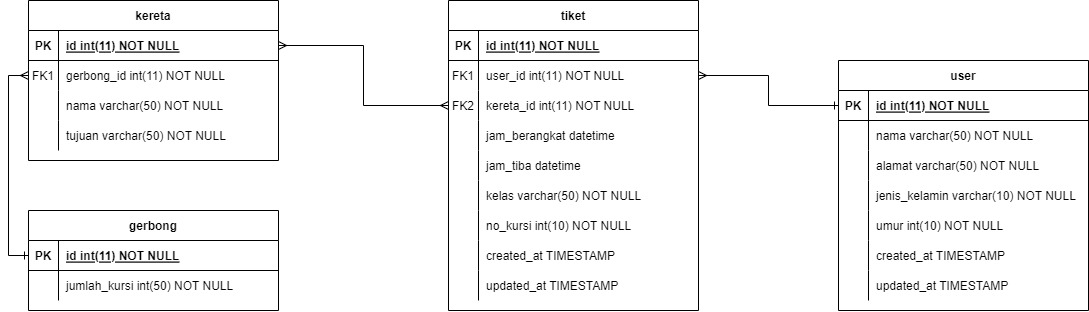 kereta
PK id int(11) NOT NULL
FK1 gerbong_id int(11) NOT NULL
nama varchar(50) NOT NULL
tujuan varchar(50) NOT NULL
gerbong
PK id int(11) NOT NULL
jumlah_kursi int(50) NOT NULL
tiket
PK id int(11) NOT NULL
FK1 user_id int(11) NOT NULL
FK2 kereta_id int(11) NOT NULL
jam_berangkat datetime
jam_tiba datetime
kelas varchar(50) NOT NULL
no_kursi int(10) NOT NULL
created_at TIMESTAMP
updated_at TIMESTAMP
user
PK id int(11) NOT NULL
nama varchar(50) NOT NULL
alamat varchar(50) NOT NULL
jenis_kelamin varchar(10) NOT NULL
umur int(10) NOT NULL
created_at TIMESTAMP
updated_at TIMESTAMP